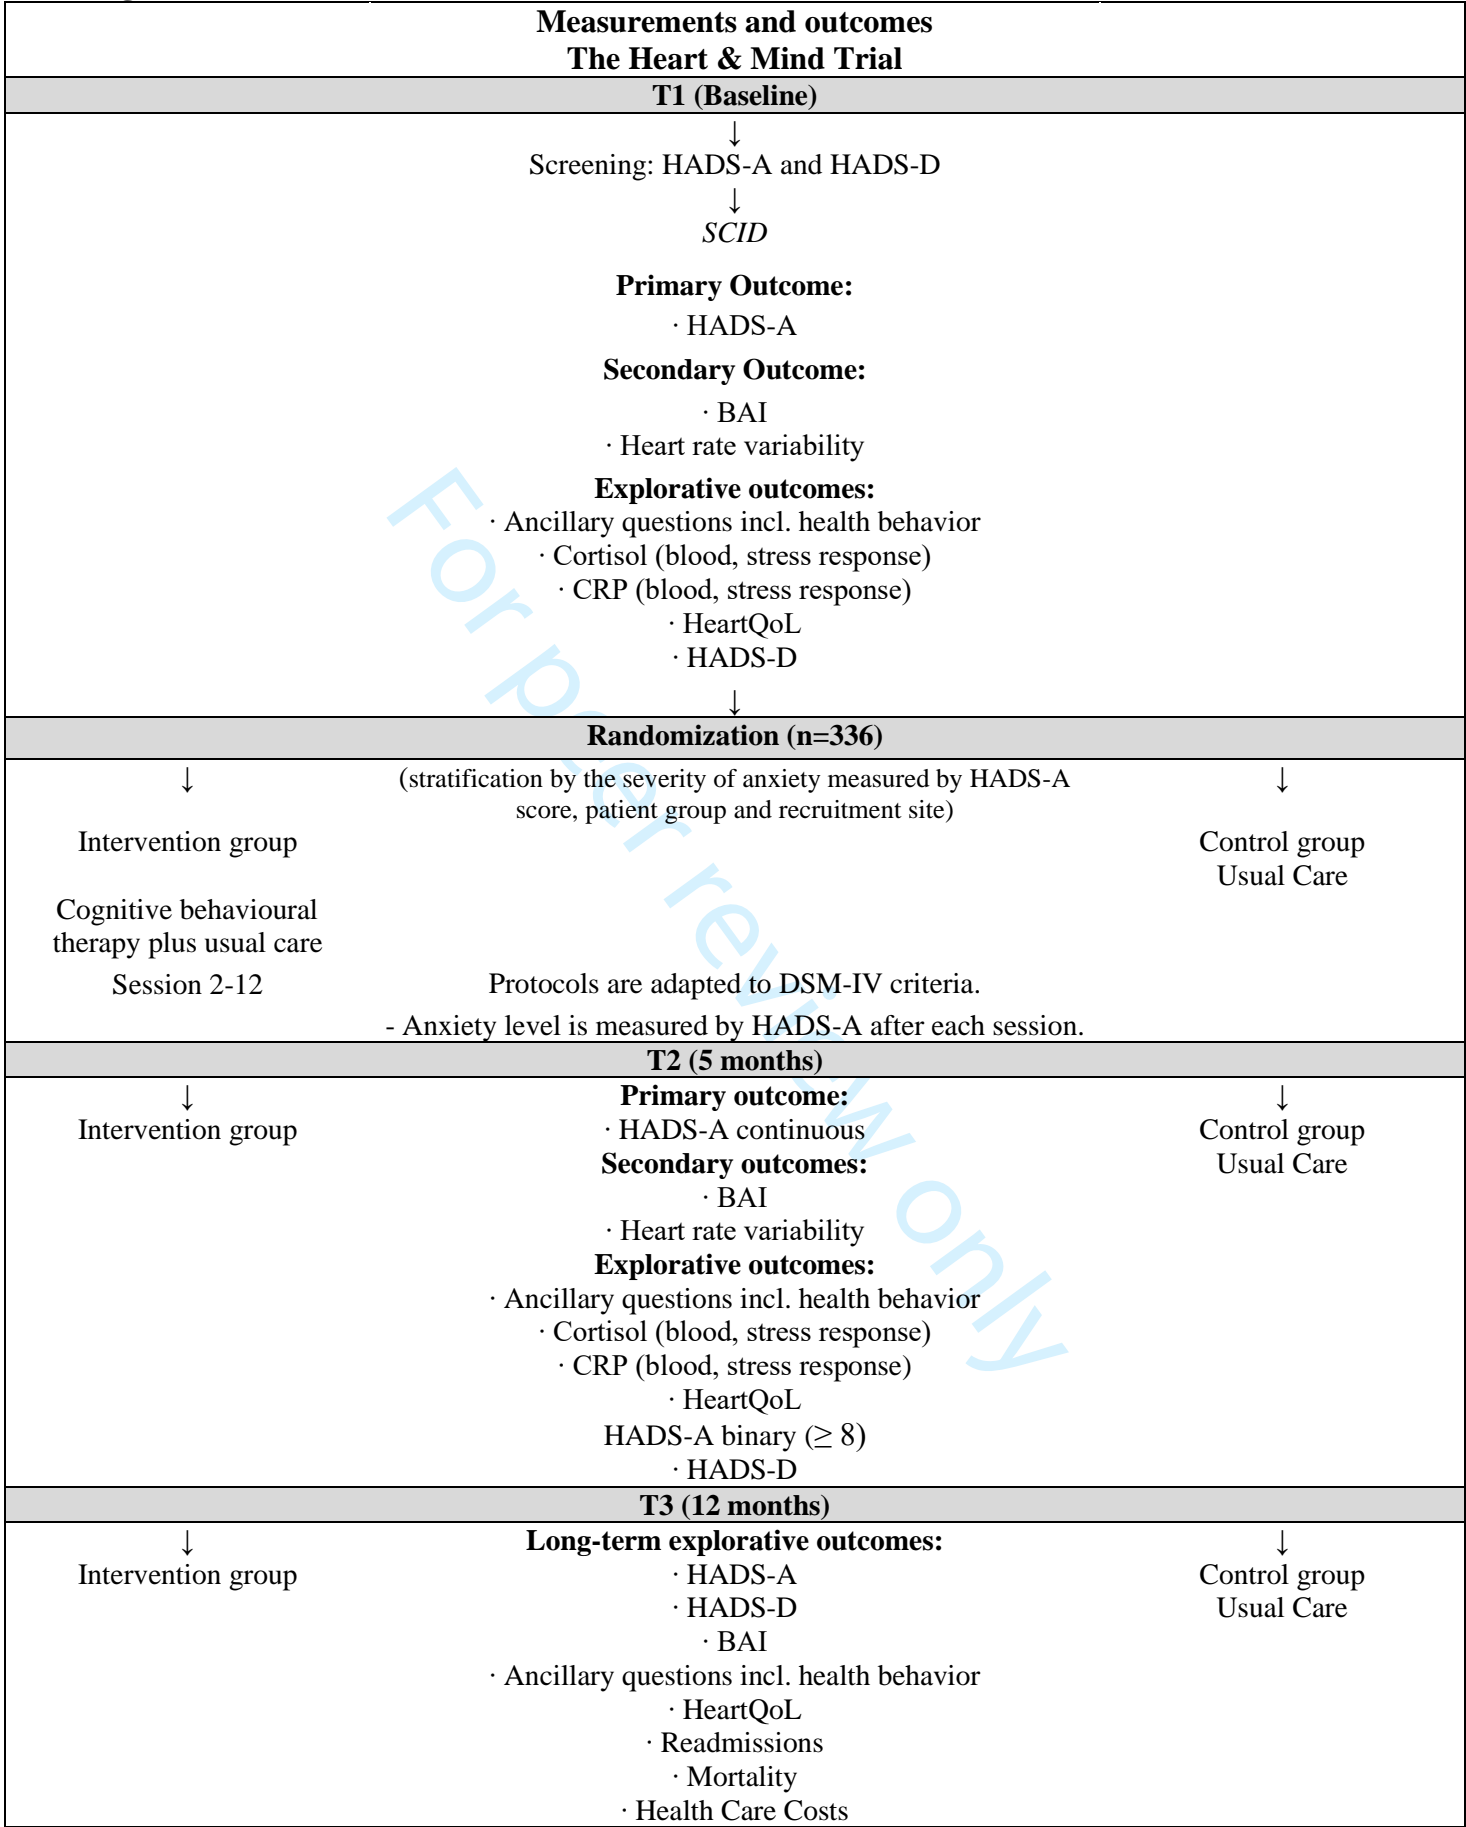 Measurements and outcomes
The Heart & Mind Trial
T1 (Baseline)
↓
Screening: HADS-A and HADS-D
↓
SCID
Primary Outcome:
· HADS-A
Secondary Outcome:
· BAI
· Heart rate variability
Explorative outcomes:
· Ancillary questions incl. health behavior
· Cortisol (blood, stress response)
· CRP (blood, stress response)
· HeartQoL
· HADS-D
↓
Randomization (n=336)
↓ (stratification by the severity of anxiety measured by HADS-A ↓
score, patient group and recruitment site)
Intervention group Control group
Usual Care
Cognitive behavioural
therapy plus usual care
Session 2-12 Protocols are adapted to DSM-IV criteria.
- Anxiety level is measured by HADS-A after each session.
T2 (5 months)
↓ Primary outcome: ↓
Intervention group · HADS-A continuous Control group
Secondary outcomes: Usual Care
· BAI
· Heart rate variability
Explorative outcomes:
· Ancillary questions incl. health behavior
· Cortisol (blood, stress response)
· CRP (blood, stress response)
· HeartQoL
HADS-A binary (≥ 8)
· HADS-D
T3 (12 months)
↓ Long-term explorative outcomes: ↓
Intervention group · HADS-A Control group
· HADS-D Usual Care
· BAI
· Ancillary questions incl. health behavior
· HeartQoL
· Readmissions
· Mortality
· Health Care Costs
For peer review only